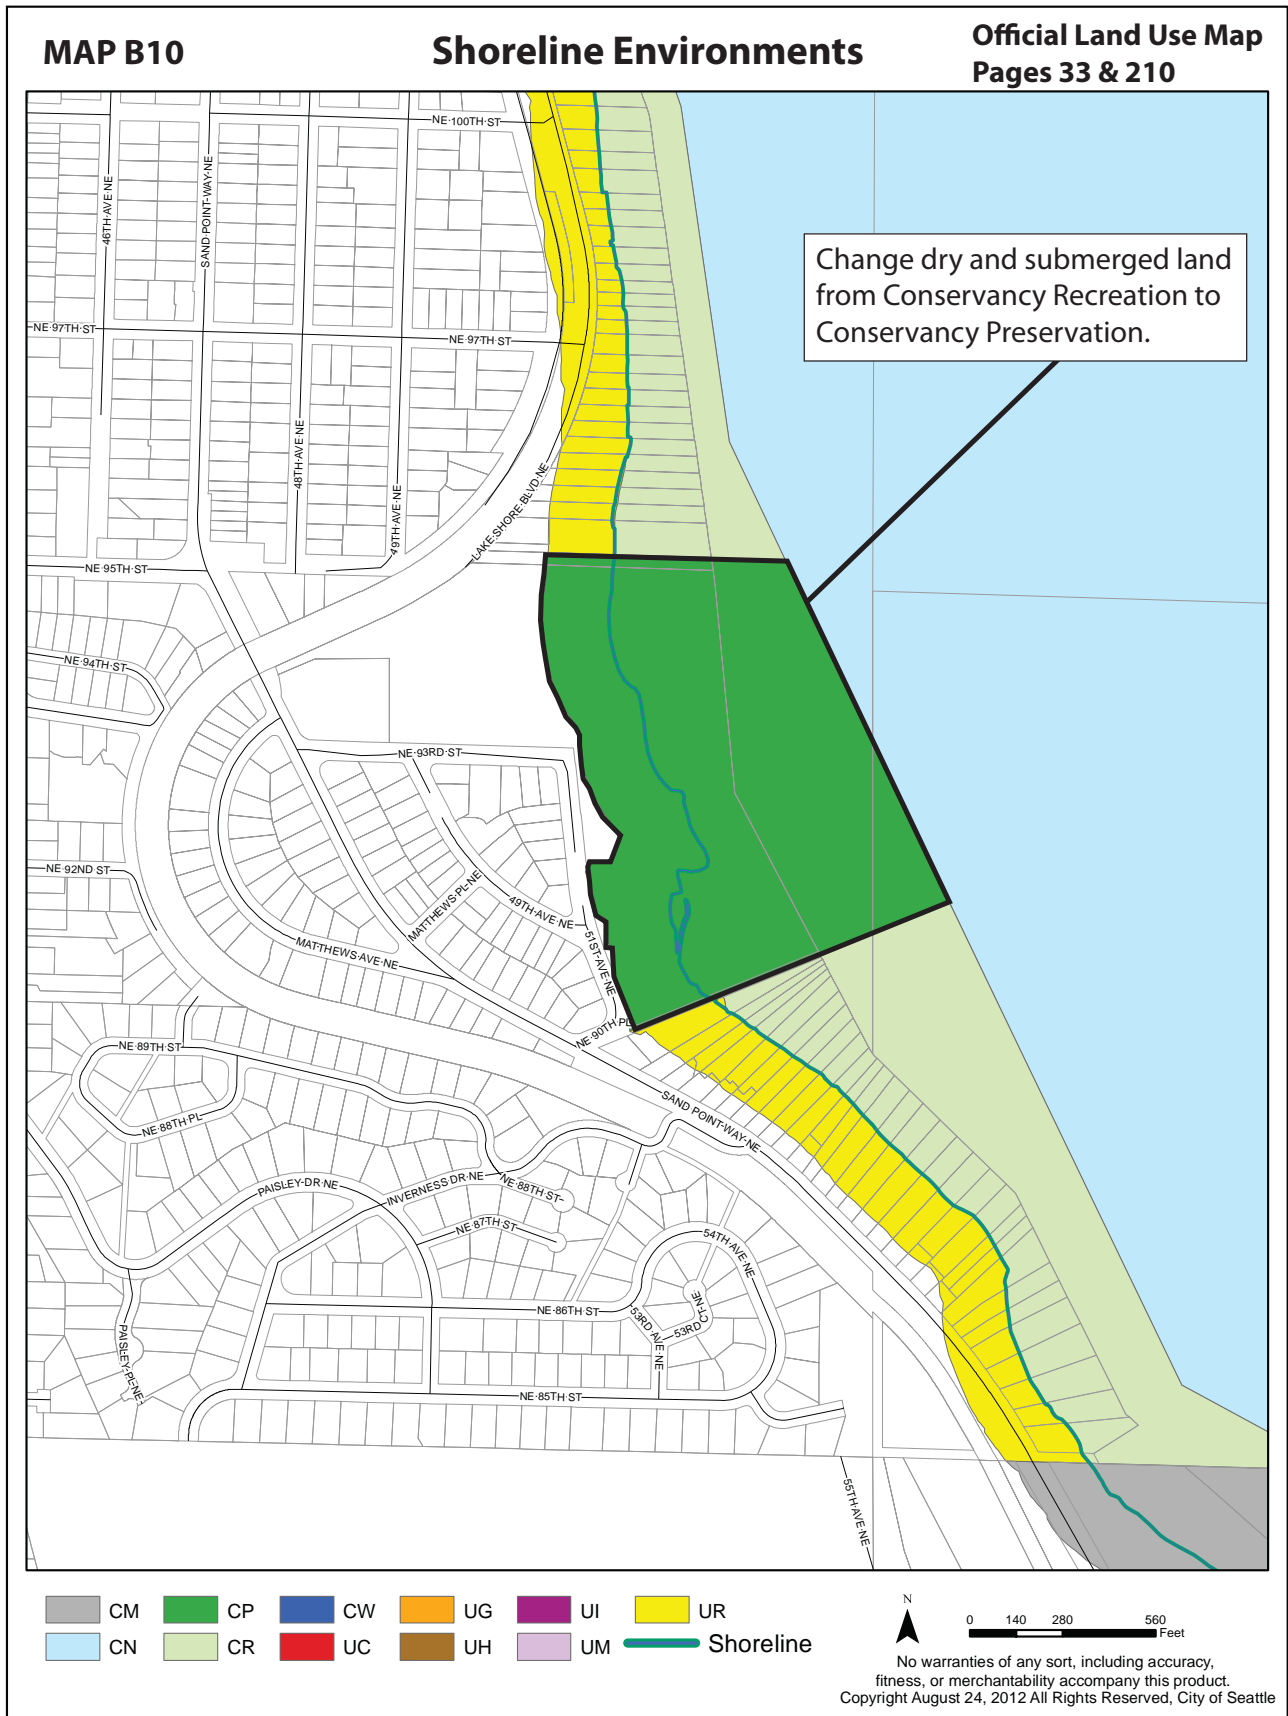 MAP B10
Shoreline Environments
Official Land Use Map
Pages 33 & 210
NE 100TH ST
46TH AVE NE
SAND POINT WAY NE
Change dry and submerged land
from Conservancy Recreation to
Conservancy Preservation.
NE 97TH ST
NE 97TH ST
48TH AVE NE
49TH AVE NE
LAKE SHORE BLVD NE
NE 95TH ST
NE 94TH ST
NE 93RD ST
NE 92ND ST
MATTHEWS PL NE
49TH AVE NE
MATTHEWS AVE NE
51ST AVE NE
NE 90TH PL
NE 89TH ST
SAND POINT WAY NE
NE 88TH PL
PAISLEY DR NE
INVERNESS DR NE
NE 88TH ST
NE 87TH ST
54TH AVE NE
NE 86TH ST
53RD AVE NE
53RD CT NE
PAISLEY PL NE
NE 85TH ST
55TH AVE NE
CM
CP
CW
UG
UI
UR
CN
CR
UC
UH
UM
Shoreline
N
0 140 280 560
Feet
No warranties of any sort, including accuracy,
fitness, or merchantability accompany this product.
Copyright August 24, 2012 All Rights Reserved, City of Seattle